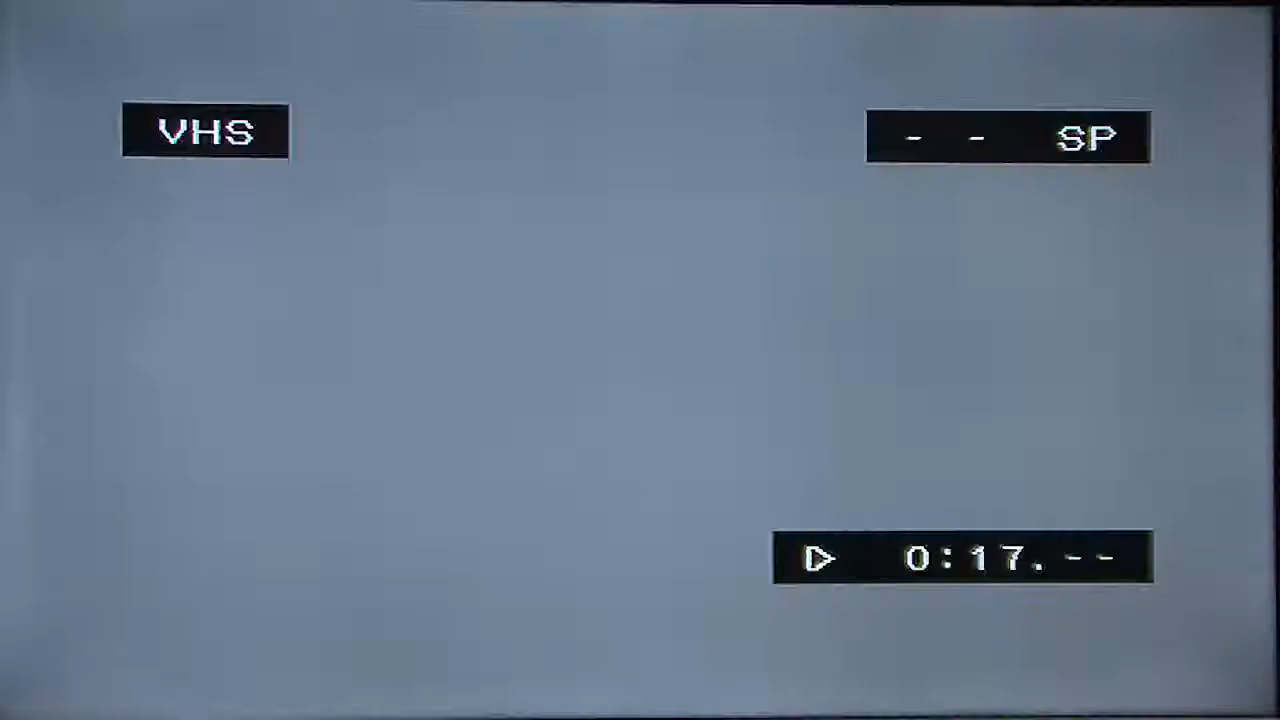 VHS
- - SP
▷ 0:17.--